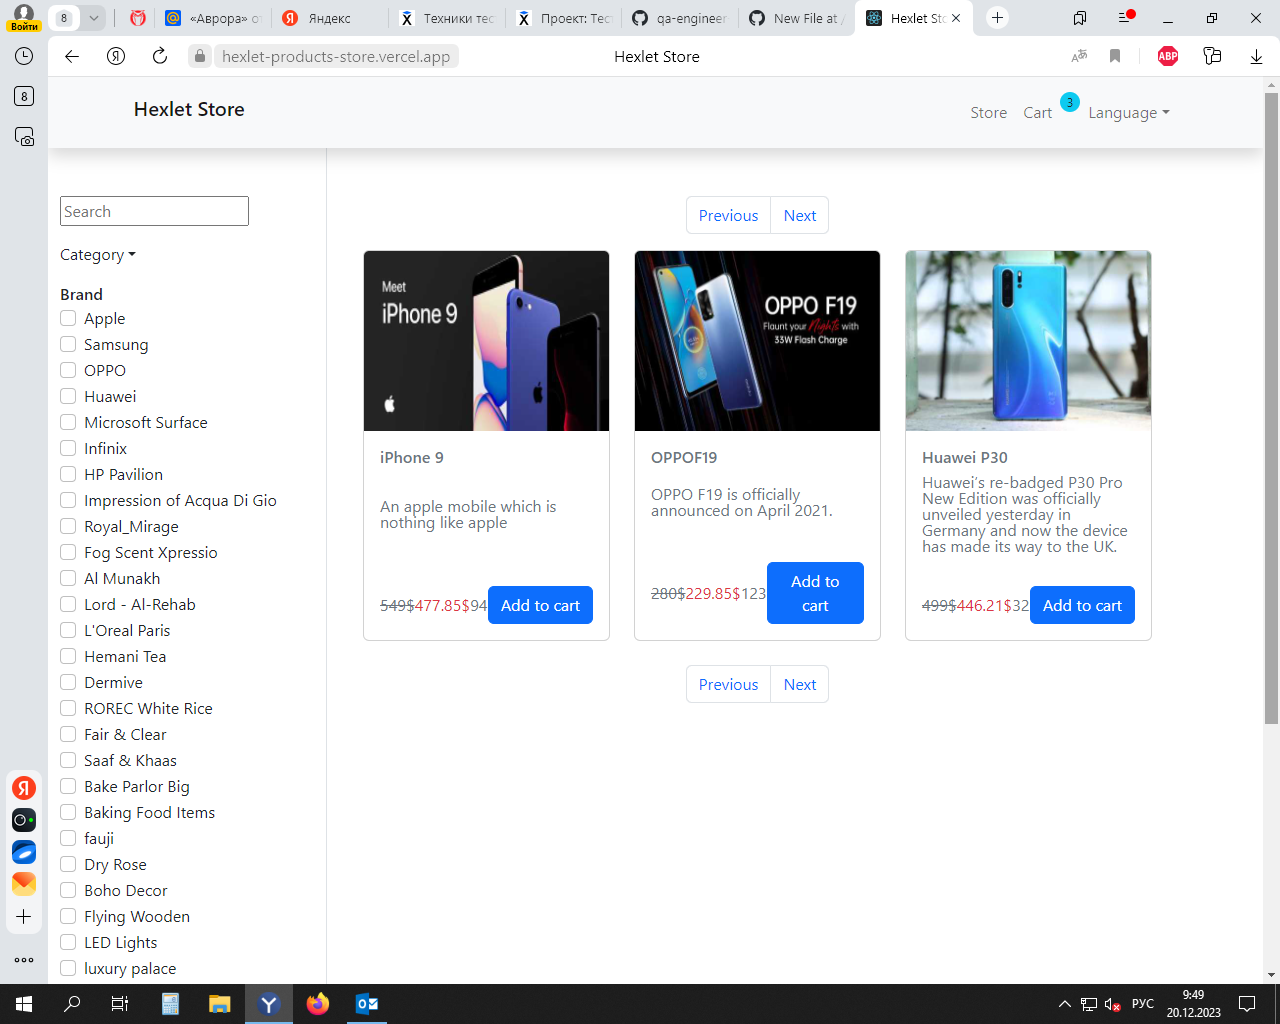 Войти
8
«Аврора» от
Яндекс
Техники тес
Проект: Тес
qa-engineer
New File at /
Hexlet Sto
8
Я
hexlet-products-store.vercel.app
Hexlet Store
ABP
Hexlet Store
Store
Cart
3
Language
Search
Category
Brand
Apple
Samsung
OPPO
Huawei
Microsoft Surface
Infinix
HP Pavilion
Impression of Acqua Di Gio
Royal_Mirage
Fog Scent Xpressio
Al Munakh
Lord - Al-Rehab
L'Oreal Paris
Hemani Tea
Dermive
ROREC White Rice
Fair & Clear
Saaf & Khaas
Bake Parlor Big
Baking Food Items
fauji
Dry Rose
Boho Decor
Flying Wooden
LED Lights
luxury palace
Previous
Next
Meet
iPhone 9
iPhone 9
An apple mobile which is
nothing like apple
549$477.85$94
Add to cart
OPPO F19
Flaunt your Nights with
33W Flash Charge
OPPOF19
OPPO F19 is officially
announced on April 2021.
280$229.85$123
Add to
cart
Huawei P30
Huawei’s re-badged P30 Pro
New Edition was officially
unveiled yesterday in
Germany and now the device
has made its way to the UK.
499$446.21$32
Add to cart
Previous
Next
Я
РУС
9:49
20.12.2023